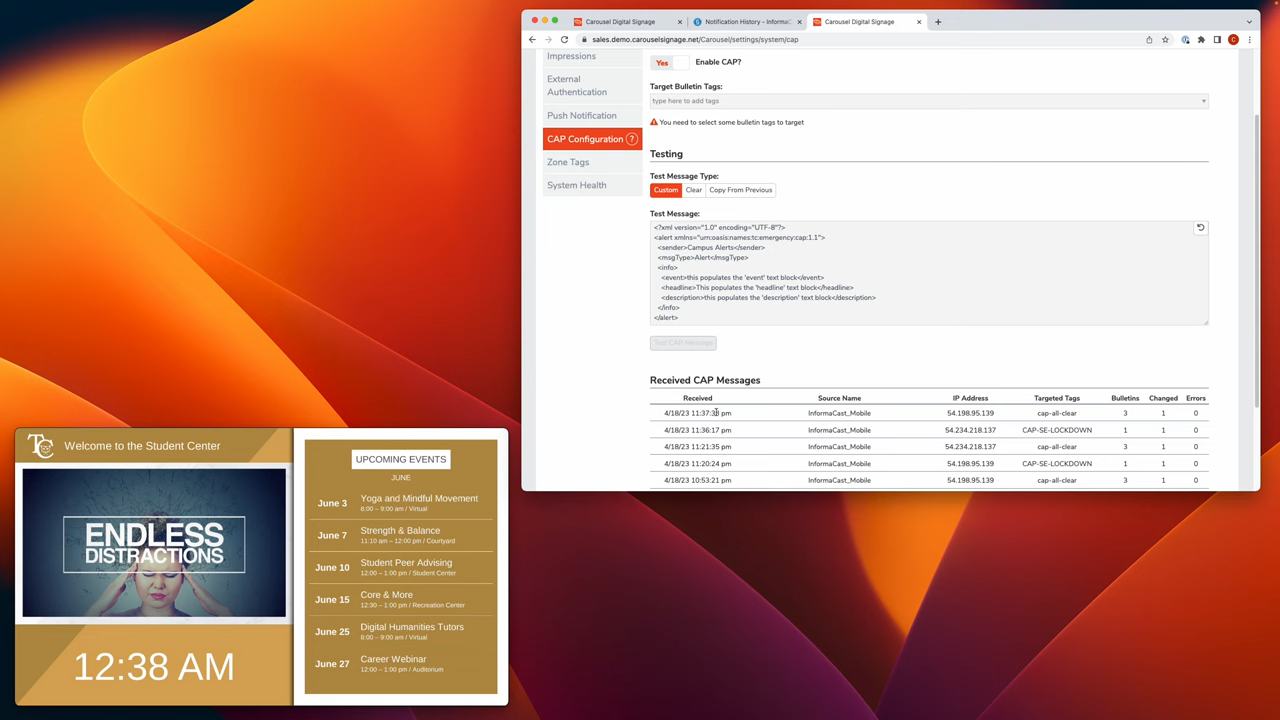 Carousel Digital Signage
Notification History - InformaC
Carousel Digital Signage
sales.demo.carouselsignage.net/Carousel/settings/system/cap
Impressions
External
Authentication
Push Notification
CAP Configuration ?
Zone Tags
System Health
Yes Enable CAP?
Target Bulletin Tags:
type here to add tags
You need to select some bulletin tags to target
Testing
Test Message Type:
Custom Clear Copy From Previous
Test Message:
<?xml version="1.0" encoding="UTF-8"?>
<alert xmlns="urn:oasis:names:tc:emergency:cap:1.1">
<sender>Campus Alerts</sender>
<msgType>Alert</msgType>
<info>
<event>this populates the 'event' text block</event>
<headline>This populates the 'headline' text block</headline>
<description>this populates the 'description' text block</description>
</info>
</alert>
Test CAP Message
Received CAP Messages
Received Source Name IP Address Targeted Tags Bulletins Changed Errors
4/18/23 pm InformaCast_Mobile 54.198.95.139 cap-all-clear 3 1 0
4/18/23 11:36:17 pm InformaCast_Mobile 54.234.218.137 CAP-SE-LOCKDOWN 1 1 0
4/18/23 11:21:35 pm InformaCast_Mobile 54.234.218.137 cap-all-clear 3 1 0
4/18/23 11:20:24 pm InformaCast_Mobile 54.198.95.139 CAP-SE-LOCKDOWN 1 1 0
4/18/23 10:53:21 pm InformaCast_Mobile 54.198.95.139 cap-all-clear 3 1 0
TC Welcome to the Student Center
ENDLESS
DISTRACTIONS
12:38 AM
UPCOMING EVENTS
JUNE
June 3 Yoga and Mindful Movement
8:00 – 9:00 am / Virtual
June 7 Strength & Balance
11:10 am – 12:00 pm / Courtyard
June 10 Student Peer Advising
12:00 – 1:00 pm / Student Center
June 15 Core & More
12:30 – 1:00 pm / Recreation Center
June 25 Digital Humanities Tutors
8:00 – 9:00 am / Virtual
June 27 Career Webinar
12:00 – 1:00 pm / Auditorium